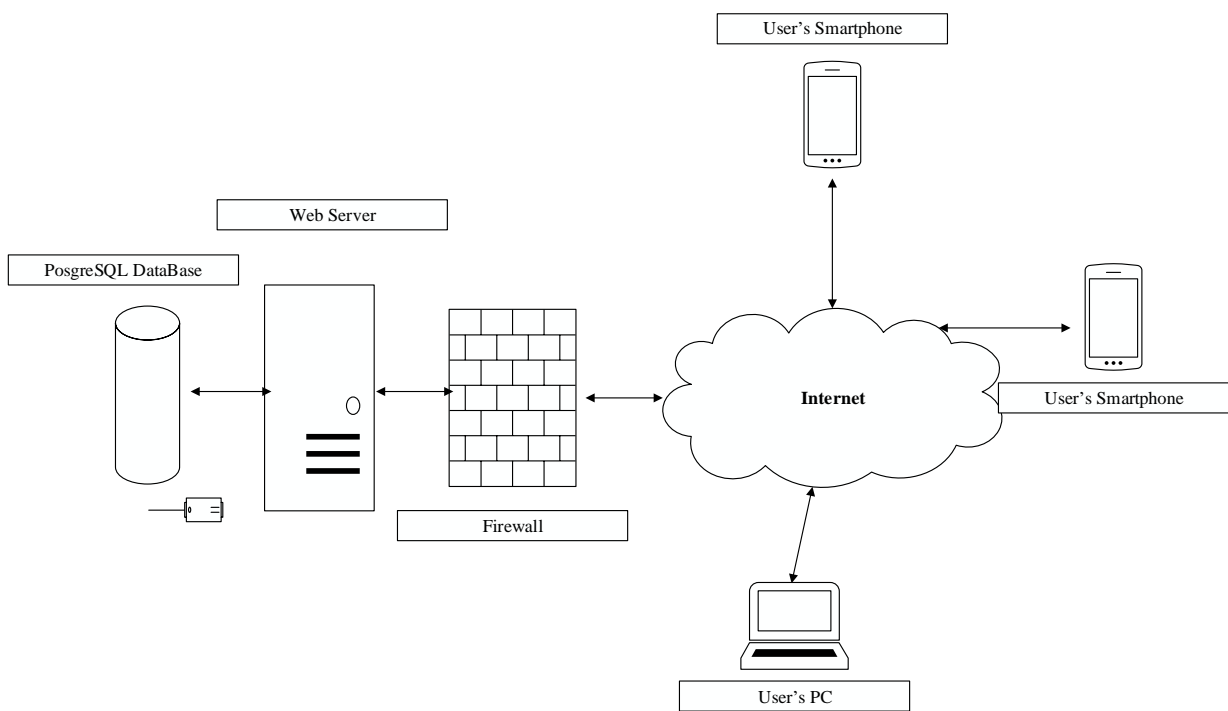 User’s Smartphone
Web Server
PosgreSQL DataBase
Internet
User’s Smartphone
Firewall
User’s PC